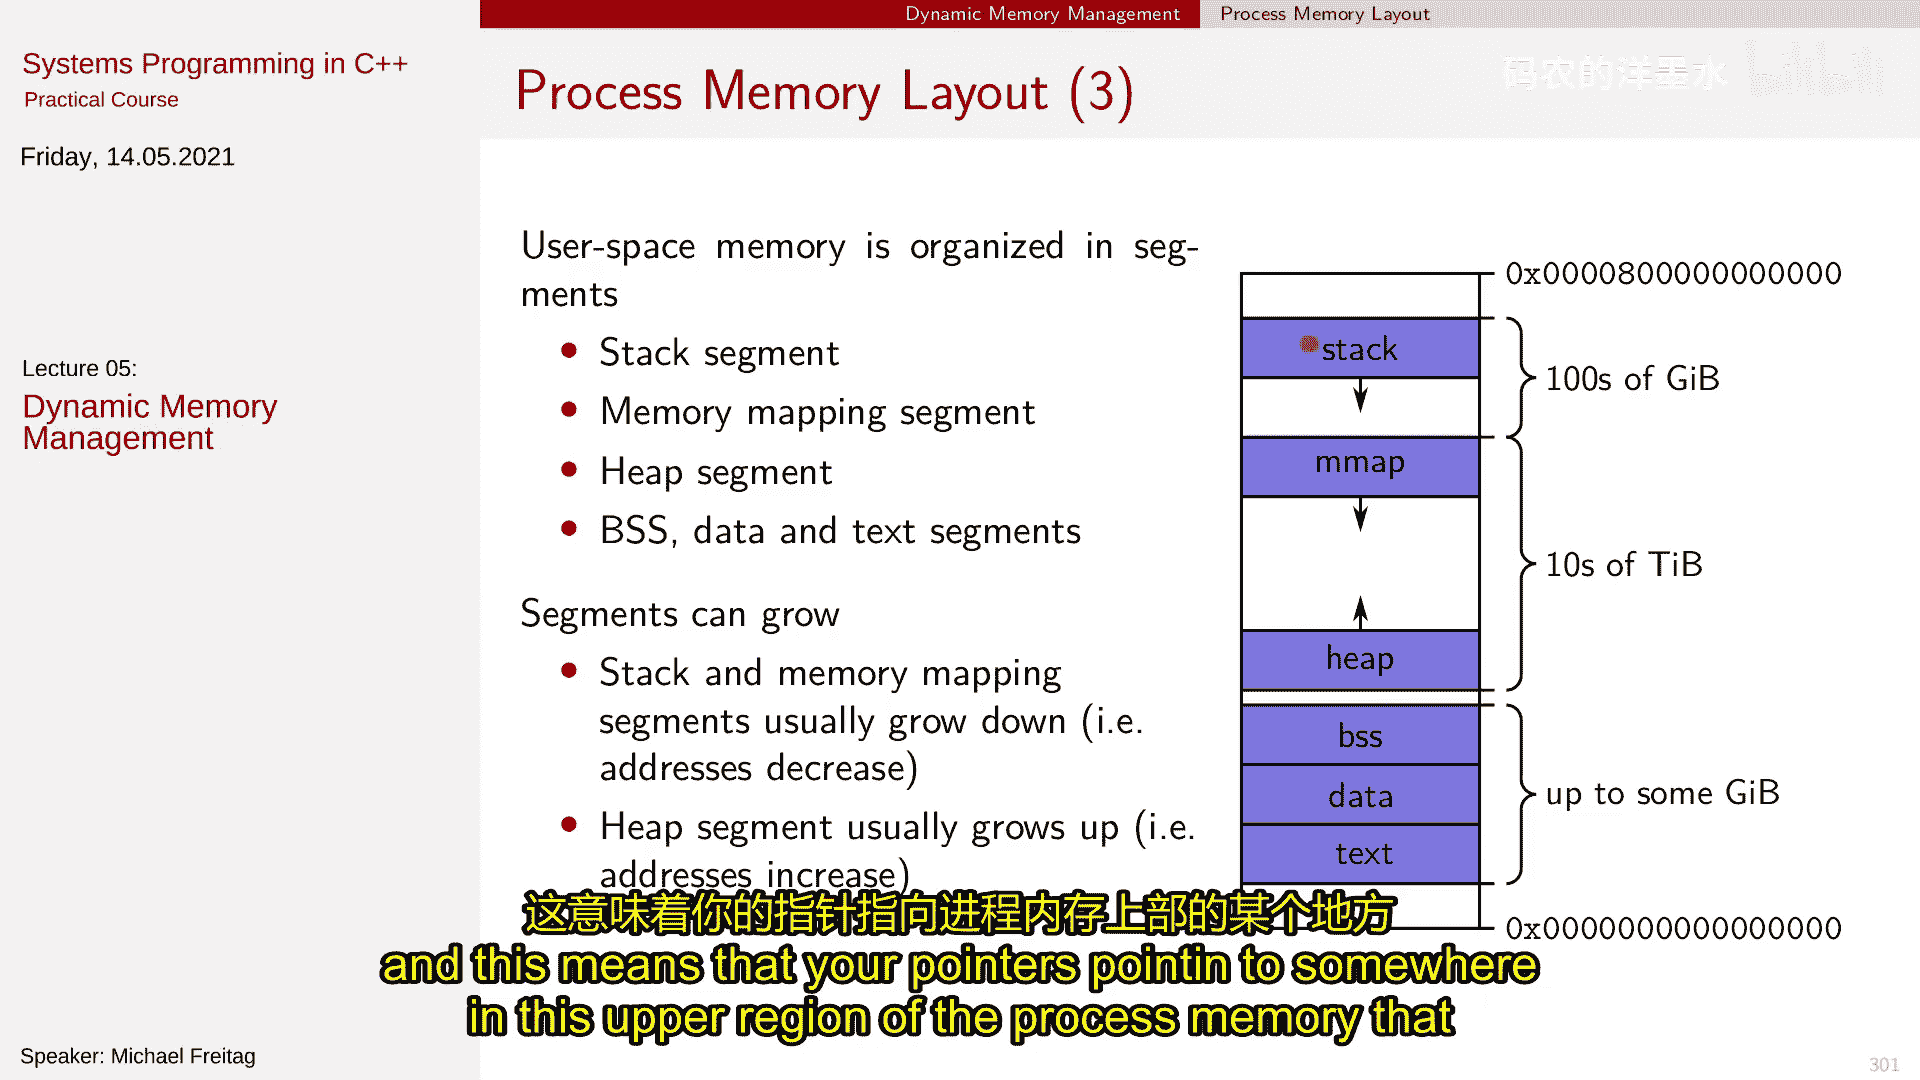 Dynamic Memory Management
Process Memory Layout
Systems Programming in C++
Practical Course
Friday, 14.05.2021
Lecture 05:
Dynamic Memory
Management
Speaker: Michael Freitag
Process Memory Layout (3)
码农的洋墨水
User-space memory is organized in seg-
ments
Stack segment
Memory mapping segment
Heap segment
BSS, data and text segments
Segments can grow
Stack and memory mapping
segments usually grow down (i.e.
addresses decrease)
Heap segment usually grows up (i.e.
addresses increase)
0x0000800000000000
stack
100s of GiB
mmap
10s of TiB
heap
bss
data
up to some GiB
text
0x0000000000000000
这意味着你的指针指向进程内存上部的某个地方
and this means that your pointers pointin to somewhere
in this upper region of the process memory that
301